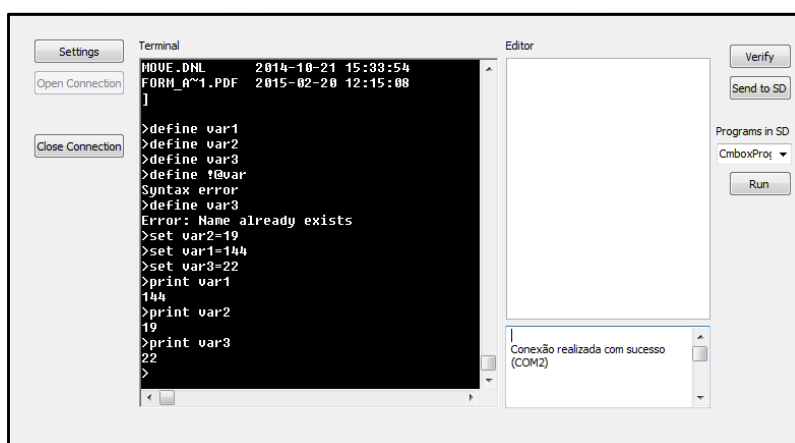 Settings
Open Connection
Close Connection
Terminal
MOVE.DNL 2014-10-21 15:33:54
FORM_A~1.PDF 2015-02-20 12:15:08
]
>define var1
>define var2
>define var3
>define !@var
Syntax error
>define var3
Error: Name already exists
>set var2=19
>set var1=144
>set var3=22
>print var1
144
>print var2
19
>print var3
22
>
Editor
Conexão realizada com sucesso
(COM2)
Verify
Send to SD
Programs in SD
CmboxProg
Run